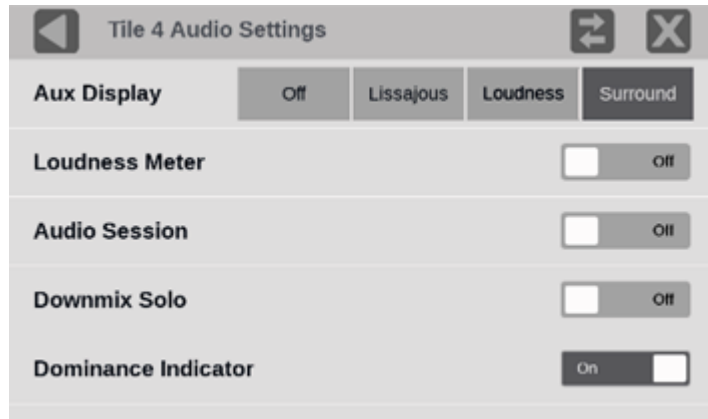 Tile 4 Audio Settings
Aux Display Off Lissajous Loudness Surround
Loudness Meter Off
Audio Session Off
Downmix Solo Off
Dominance Indicator On